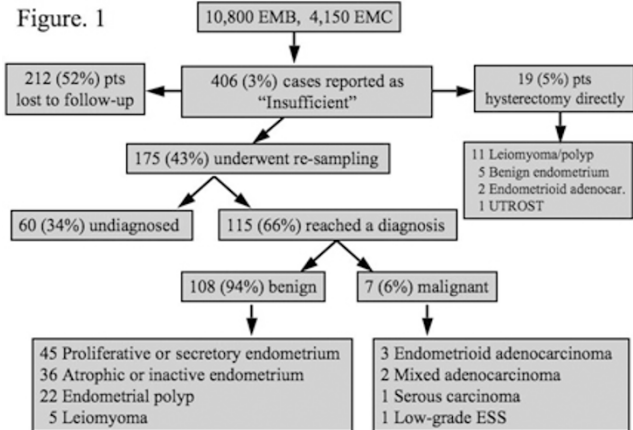 Figure. 1
10,800 EMB, 4,150 EMC
212 (52%) pts
lost to follow-up
406 (3%) cases reported as
“Insufficient”
19 (5%) pts
hysterectomy directly
11 Leiomyoma/polyp
5 Benign endometrium
2 Endometrioid adenocar.
1 UTROST
175 (43%) underwent re-sampling
60 (34%) undiagnosed
115 (66%) reached a diagnosis
108 (94%) benign
7 (6%) malignant
45 Proliferative or secretory endometrium
36 Atrophic or inactive endometrium
22 Endometrial polyp
5 Leiomyoma
3 Endometrioid adenocarcinoma
2 Mixed adenocarcinoma
1 Serous carcinoma
1 Low-grade ESS